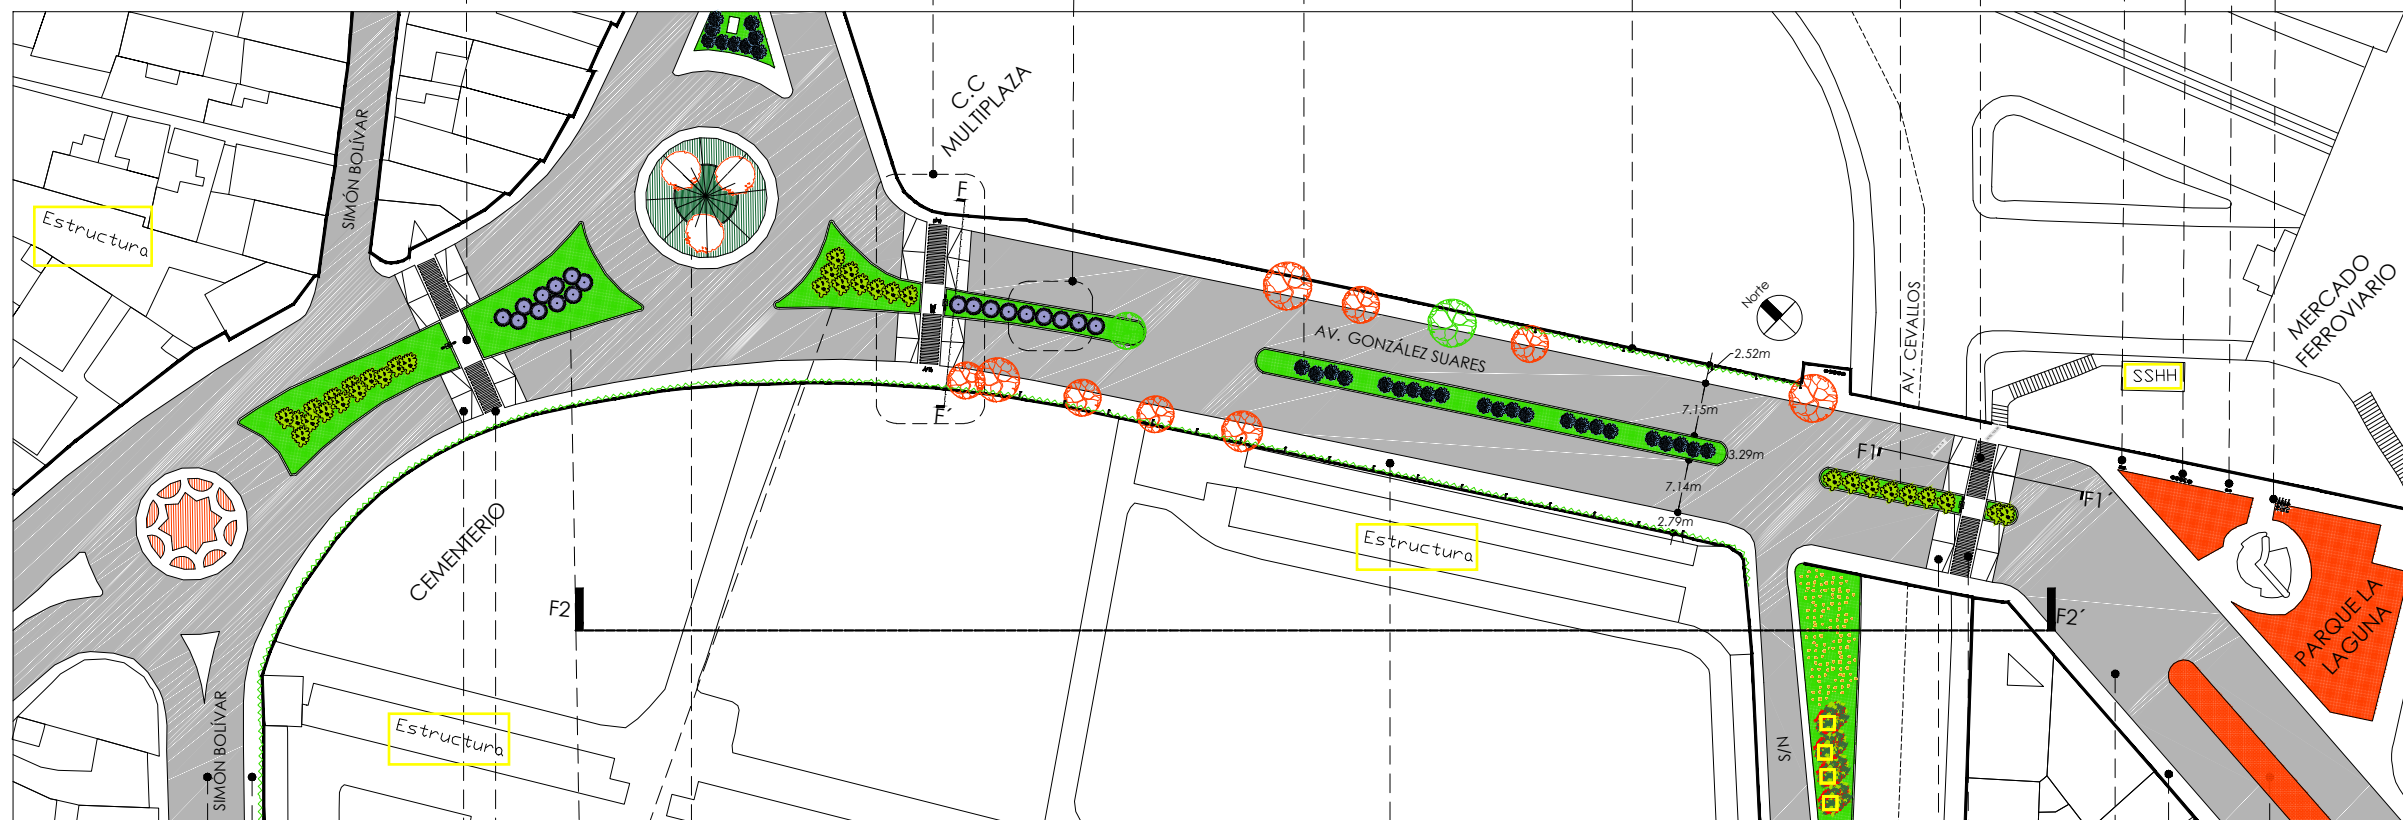 SIMÓN BOLÍVAR
Estructura
C.C
MULTIPLAZA
F
F´
AV. GONZÁLEZ SUARES
Norte
2.52m
7.15m
3.29m
7.14m
2.79m
AV. CEVALLOS
MERCADO
FERROVIARIO
SSHH
F1
F1´
CEMENTERIO
Estructura
F2
F2´
PARQUE LA
LAGUNA
Estructura
SIMÓN BOLÍVAR
S/N